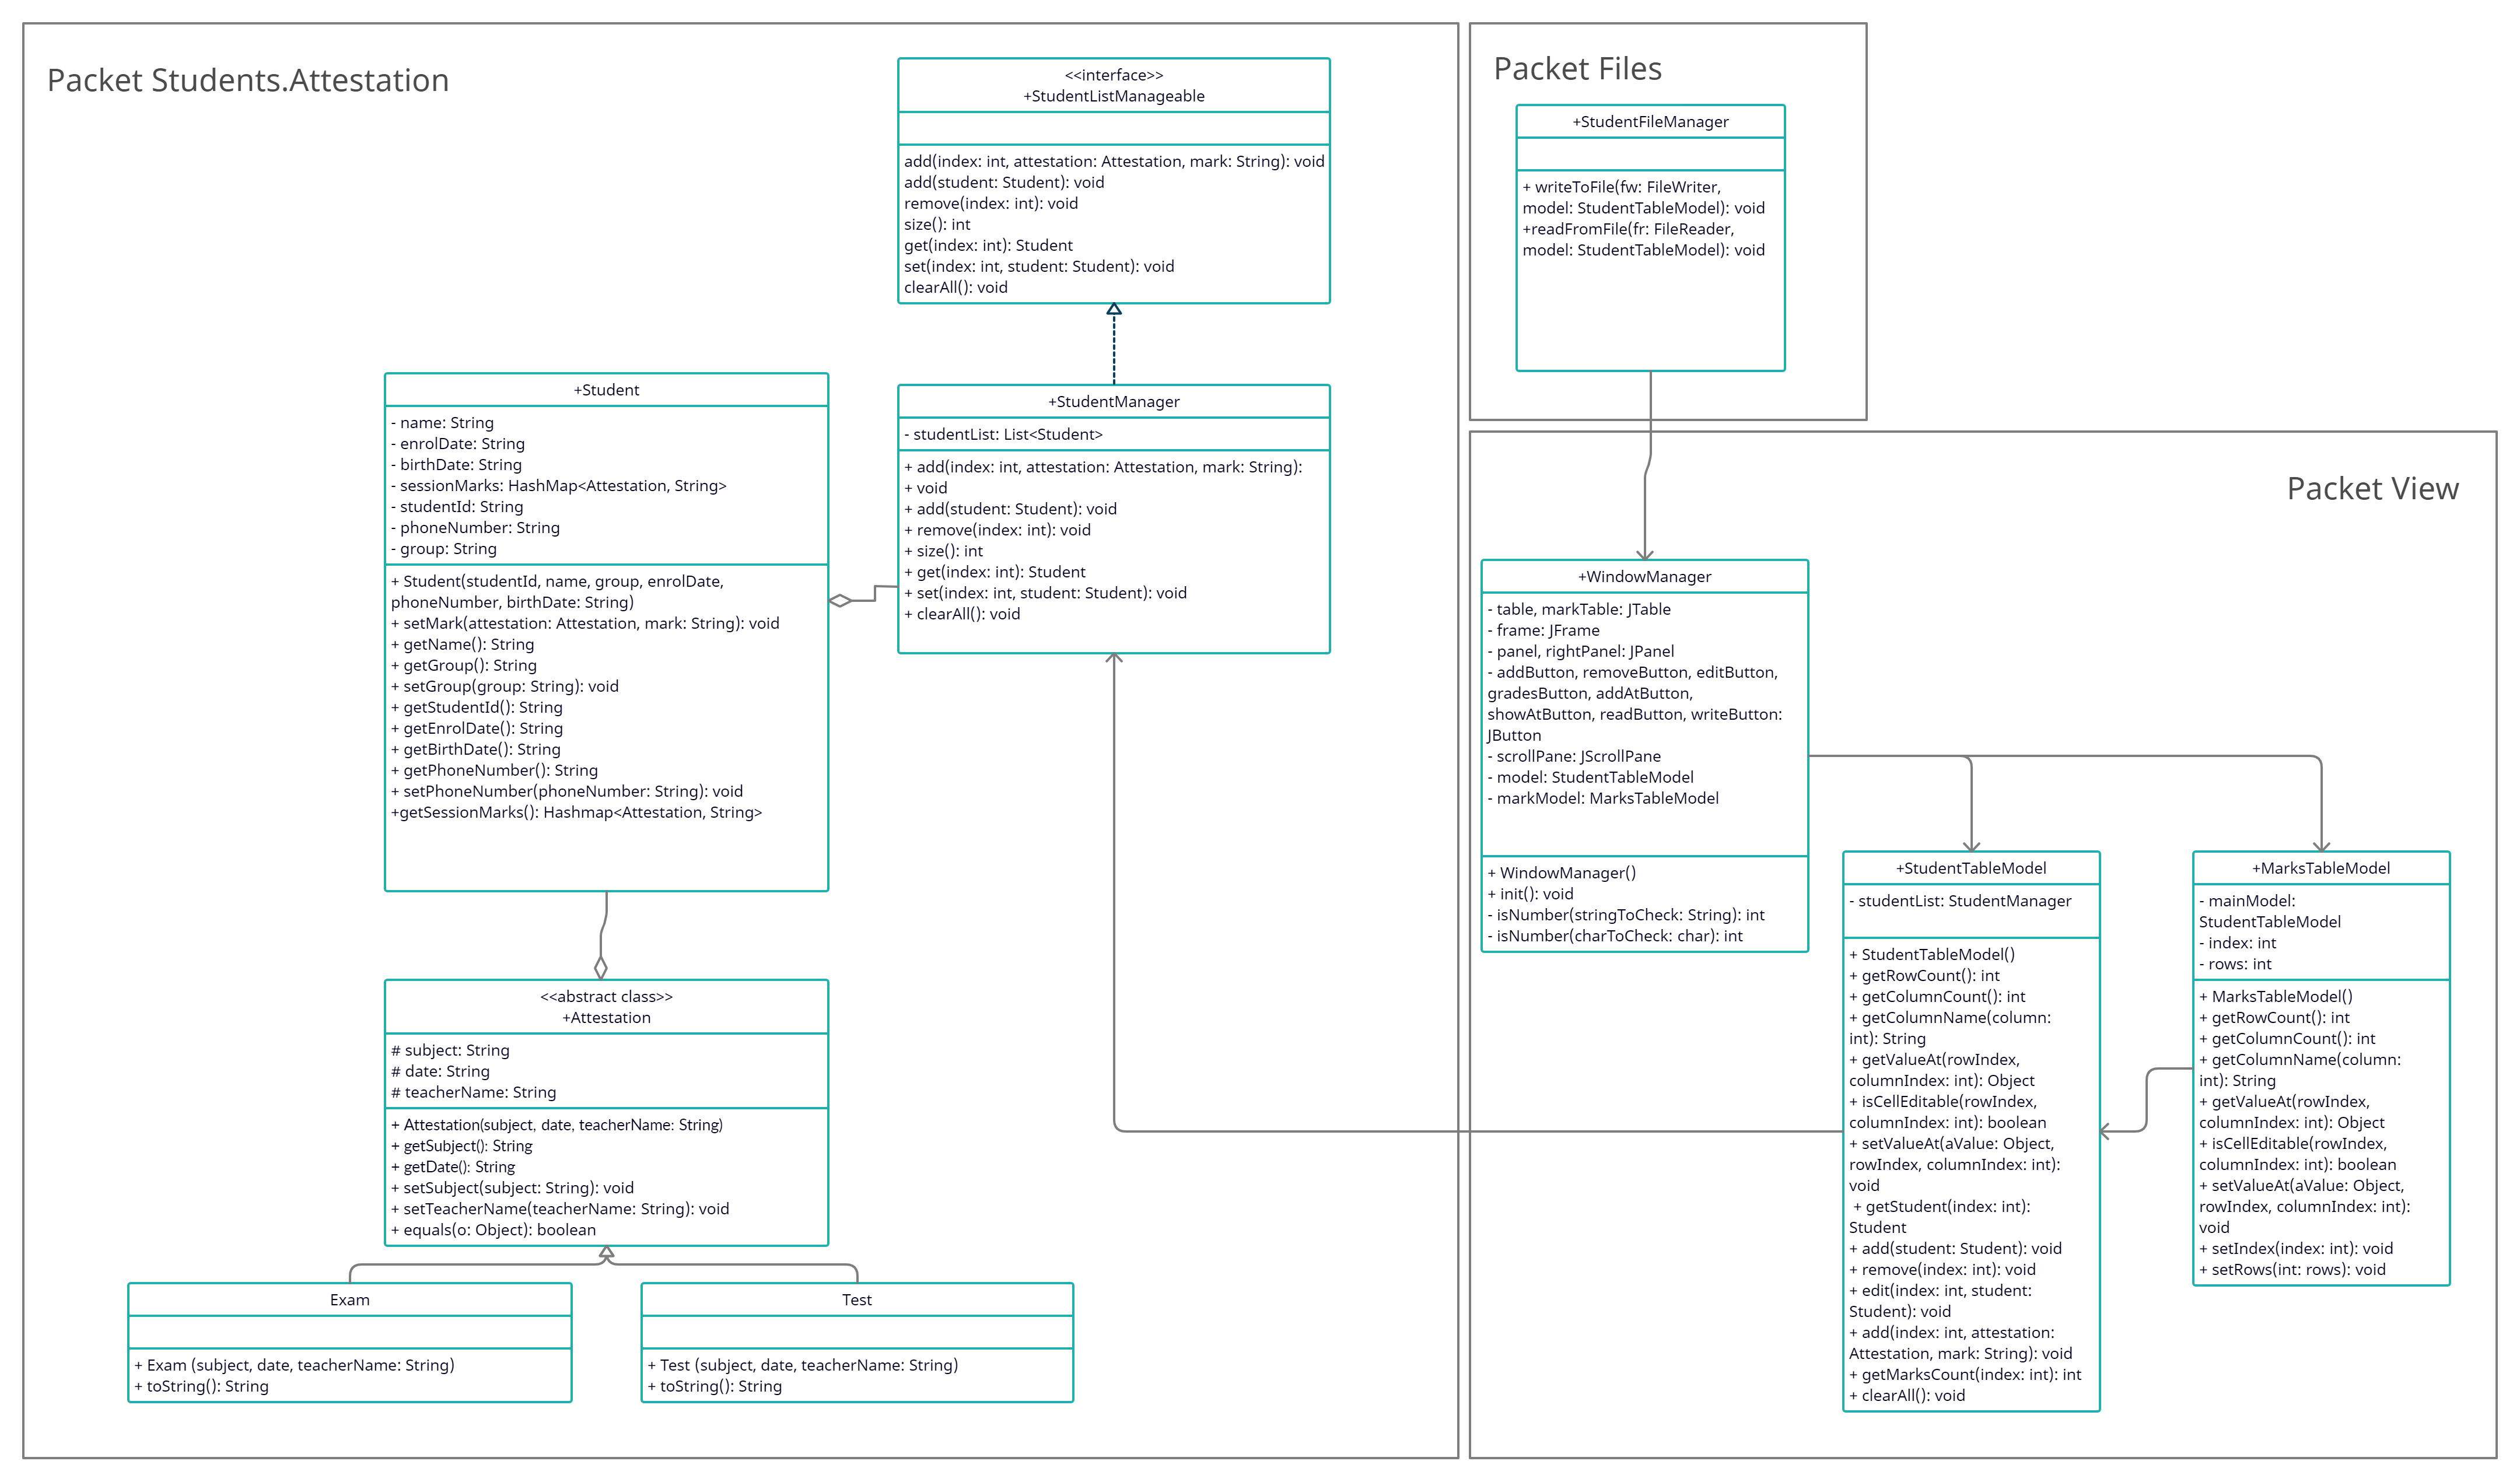 Packet Students.Attestation
<<interface>>
+StudentListManageable
add(index: int, attestation: Attestation, mark: String): void
add(student: Student): void
remove(index: int): void
size(): int
get(index: int): Student
set(index: int, student: Student): void
clearAll(): void
+Student
- name: String
- enrolDate: String
- birthDate: String
- sessionMarks: HashMap<Attestation, String>
- studentId: String
- phoneNumber: String
- group: String
+ Student(studentId, name, group, enrolDate,
phoneNumber, birthDate: String)
+ setMark(attestation: Attestation, mark: String): void
+ getName(): String
+ getGroup(): String
+ setGroup(group: String): void
+ getStudentId(): String
+ getEnrolDate(): String
+ getBirthDate(): String
+ getPhoneNumber(): String
+ setPhoneNumber(phoneNumber: String): void
+getSessionMarks(): Hashmap<Attestation, String>
+StudentManager
- studentList: List<Student>
+ add(index: int, attestation: Attestation, mark: String):
+ void
+ add(student: Student): void
+ remove(index: int): void
+ size(): int
+ get(index: int): Student
+ set(index: int, student: Student): void
+ clearAll(): void
<<abstract class>>
+Attestation
# subject: String
# date: String
# teacherName: String
+ Attestation(subject, date, teacherName: String)
+ getSubject(): String
+ getDate(): String
+ setSubject(subject: String): void
+ setTeacherName(teacherName: String): void
+ equals(o: Object): boolean
Exam
+ Exam (subject, date, teacherName: String)
+ toString(): String
Test
+ Test (subject, date, teacherName: String)
+ toString(): String
Packet Files
+StudentFileManager
+ writeToFile(fw: FileWriter,
model: StudentTableModel): void
+readFromFile(fr: FileReader,
model: StudentTableModel): void
Packet View
+WindowManager
- table, markTable: JTable
- frame: JFrame
- panel, rightPanel: JPanel
- addButton, removeButton, editButton,
gradesButton, addAtButton,
showAtButton, readButton, writeButton:
JButton
- scrollPane: JScrollPane
- model: StudentTableModel
- markModel: MarksTableModel
+ WindowManager()
+ init(): void
- isNumber(stringToCheck: String): int
- isNumber(charToCheck: char): int
+StudentTableModel
- studentList: StudentManager
+ StudentTableModel()
+ getRowCount(): int
+ getColumnCount(): int
+ getColumnName(column:
int): String
+ getValueAt(rowIndex,
columnIndex: int): Object
+ isCellEditable(rowIndex,
columnIndex: int): boolean
+ setValueAt(aValue: Object,
rowIndex, columnIndex: int):
void
+ getStudent(index: int):
Student
+ add(student: Student): void
+ remove(index: int): void
+ edit(index: int, student:
Student): void
+ add(index: int, attestation:
Attestation, mark: String): void
+ getMarksCount(index: int): int
+ clearAll(): void
+MarksTableModel
- mainModel:
StudentTableModel
- index: int
- rows: int
+ MarksTableModel()
+ getRowCount(): int
+ getColumnCount(): int
+ getColumnName(column:
int): String
+ getValueAt(rowIndex,
columnIndex: int): Object
+ isCellEditable(rowIndex,
columnIndex: int): boolean
+ setValueAt(aValue: Object,
rowIndex, columnIndex: int):
void
+ setIndex(index: int): void
+ setRows(int: rows): void